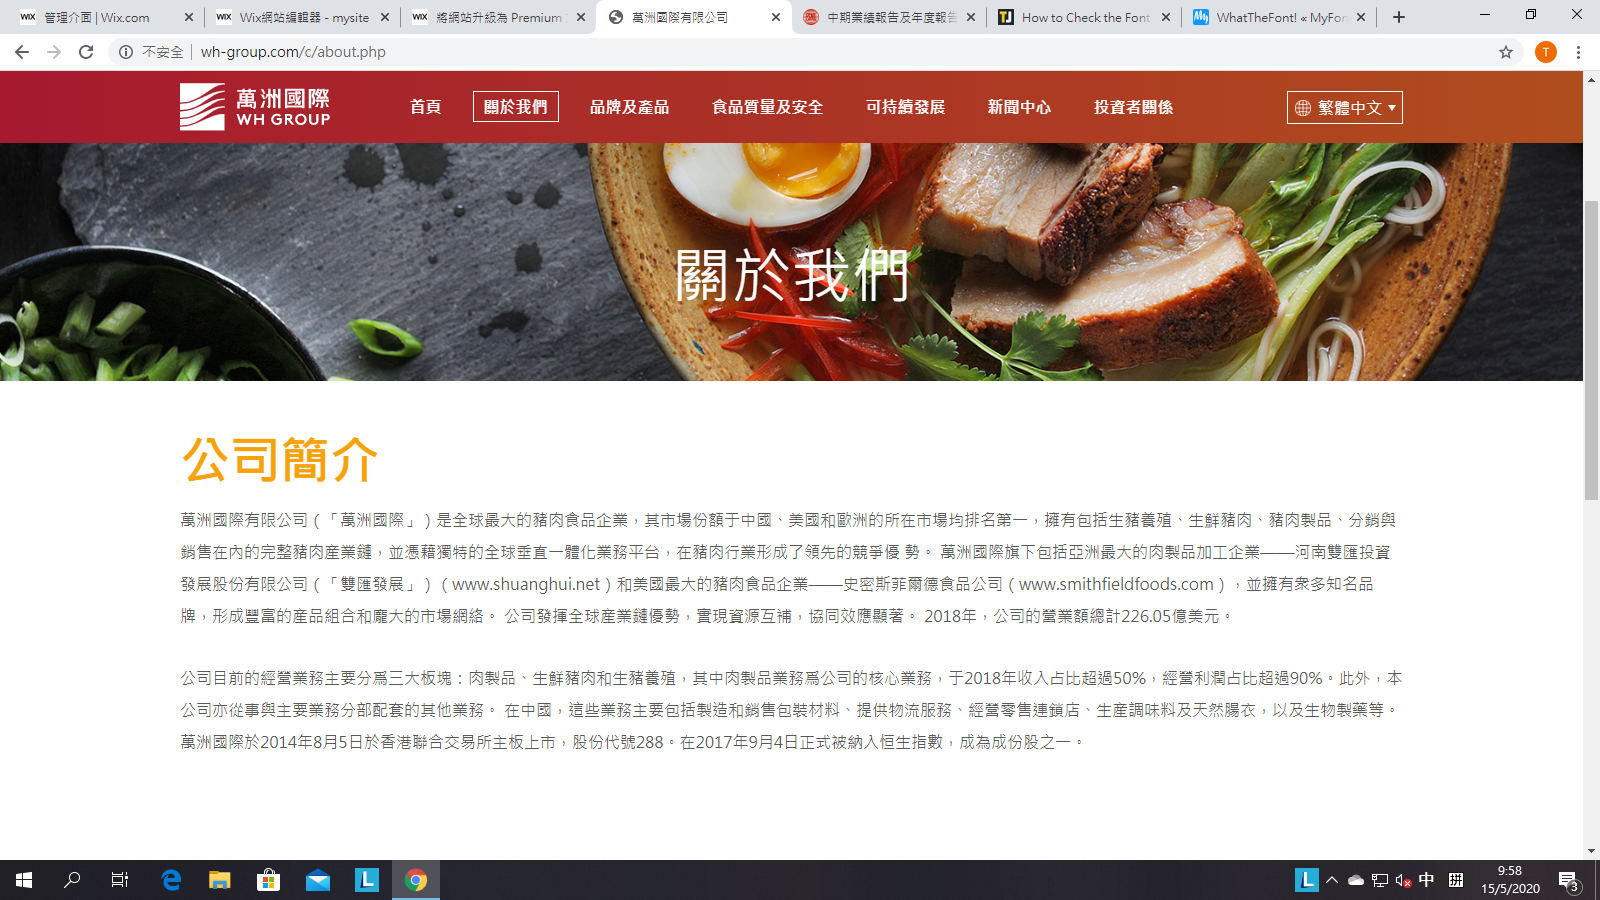 管理介面 | Wix.com
Wix網站編輯器 - mysite
將網站升級為 Premium
萬洲國際有限公司
中期業績報告及年度報告
How to Check the Font
WhatTheFont! « MyFon
不安全 | wh-group.com/c/about.php
T
萬洲國際
WH GROUP
首頁 關於我們 品牌及產品 食品質量及安全 可持續發展 新聞中心 投資者關係 繁體中文
關於我們
公司簡介
萬洲國際有限公司（「萬洲國際」）是全球最大的豬肉食品企業，其市場份額于中國、美國和歐洲的所在市場均排名第一，擁有包括生豬養殖、生鮮豬肉、豬肉製品、分銷與
銷售在內的完整豬肉産業鏈，並憑藉獨特的全球垂直一體化業務平台，在豬肉行業形成了領先的競爭優 勢。 萬洲國際旗下包括亞洲最大的肉製品加工企業——河南雙匯投資
發展股份有限公司（「雙匯發展」）（www.shuanghui.net）和美國最大的豬肉食品企業——史密斯菲爾德食品公司（www.smithfieldfoods.com），並擁有衆多知名品
牌，形成豐富的産品組合和龐大的市場網絡。 公司發揮全球産業鏈優勢，實現資源互補，協同效應顯著。 2018年，公司的營業額總計226.05億美元。
公司目前的經營業務主要分爲三大板塊：肉製品、生鮮豬肉和生豬養殖，其中肉製品業務爲公司的核心業務，于2018年收入占比超過50%，經營利潤占比超過90%。此外，本
公司亦從事與主要業務分部配套的其他業務。 在中國，這些業務主要包括製造和銷售包裝材料、提供物流服務、經營零售連鎖店、生産調味料及天然腸衣，以及生物製藥等。
萬洲國際於2014年8月5日於香港聯合交易所主板上市，股份代號288。在2017年9月4日正式被納入恒生指數，成為成份股之一。
中 拼
9:58
15/5/2020
3